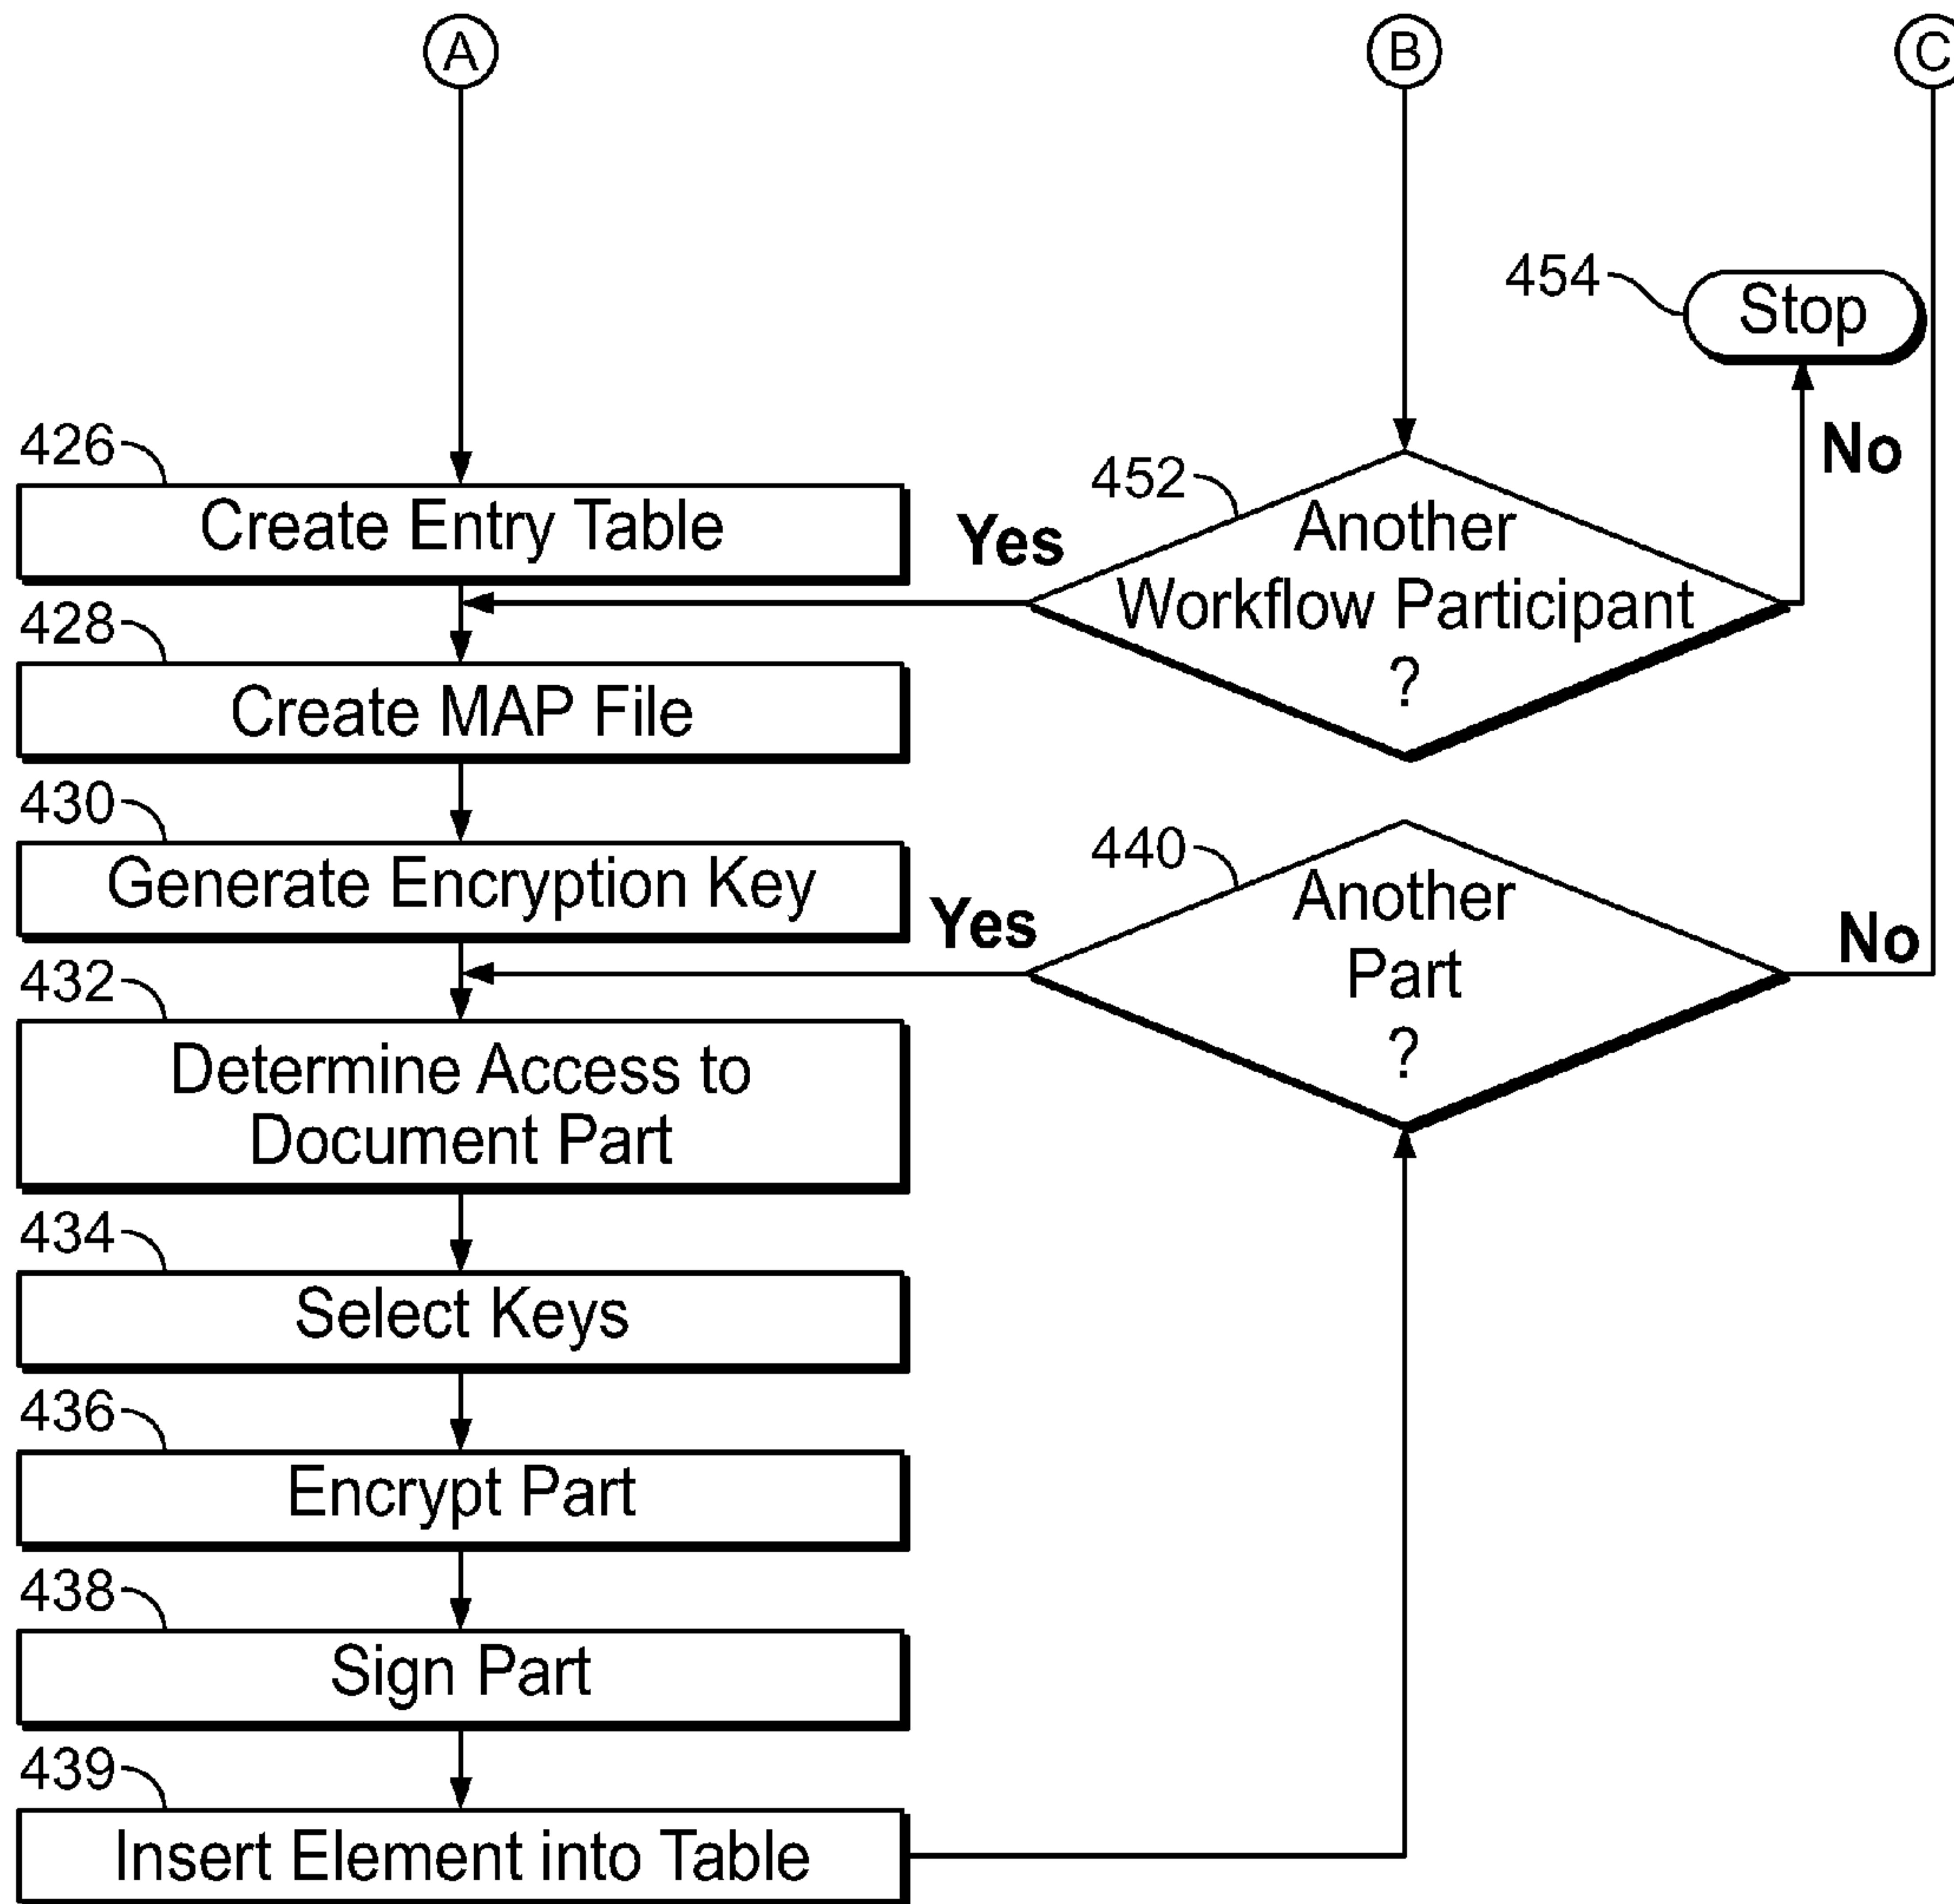 A
B
C
454
Stop
No
426
Create Entry Table
452
Another
Workflow Participant
?
Yes
428
Create MAP File
430
Generate Encryption Key
440
Another
Part
?
Yes
No
432
Determine Access to
Document Part
434
Select Keys
436
Encrypt Part
438
Sign Part
439
Insert Element into Table